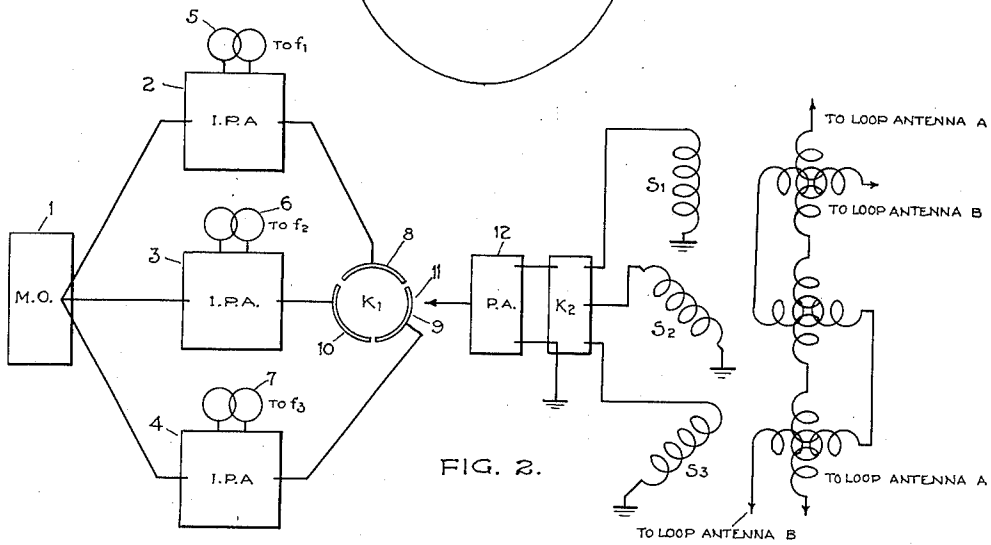 5
TO f1
2
I.P.A
TO LOOP ANTENNA A
S1
TO LOOP ANTENNA B
6
TO f2
1
8
12
3
11
M.O.
I.P.A.
K1
P.A.
K2
S2
10
9
7
TO f3
4
I.P.A
FIG. 2.
S3
TO LOOP ANTENNA A
TO LOOP ANTENNA B